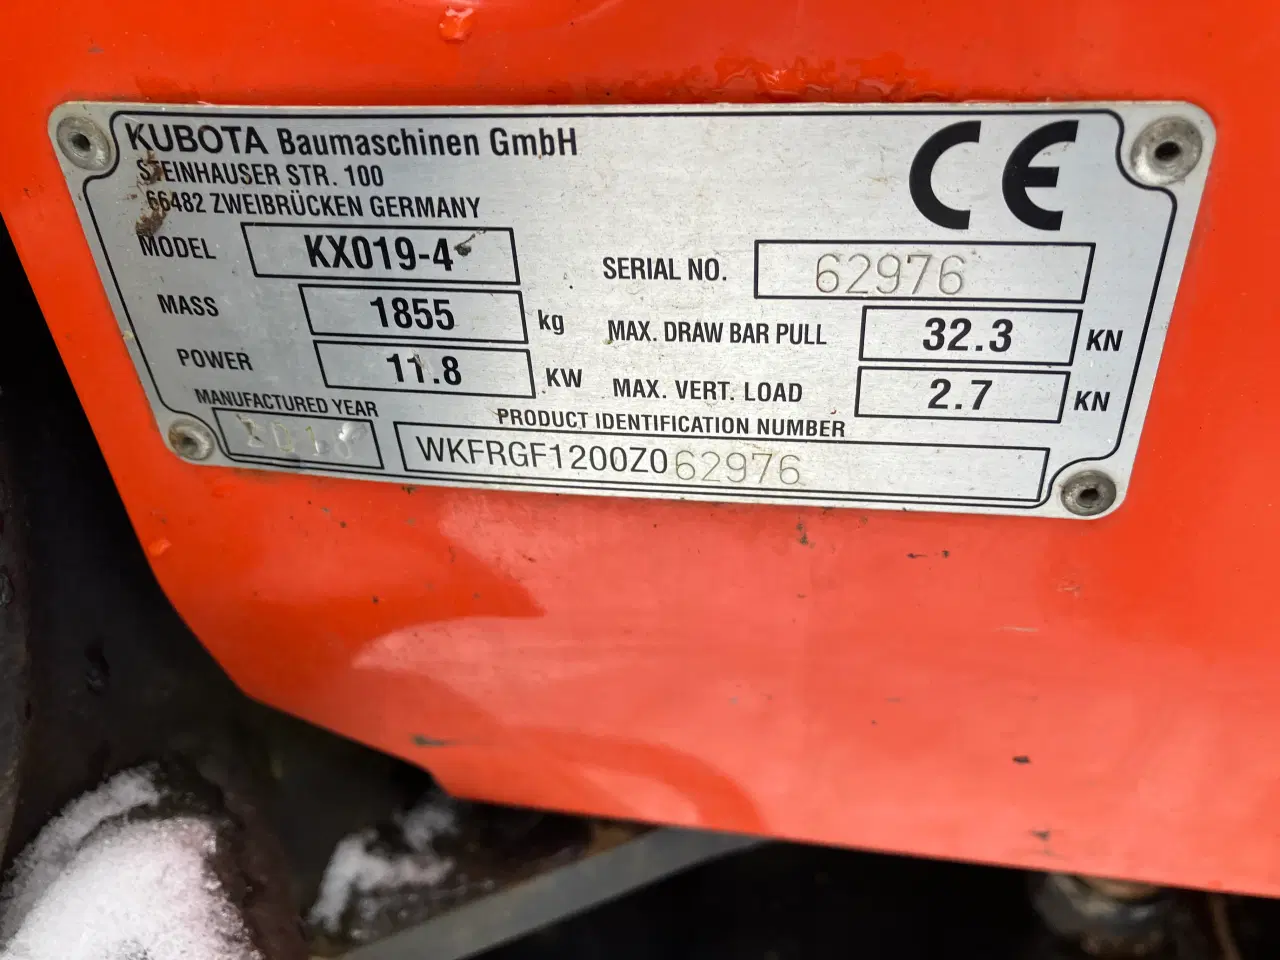 KUBOTA Baumaschinen GmbH
STEINHAUSER STR. 100
66482 ZWEIBRÜCKEN GERMANY
CE
MODEL KX019-4
SERIAL NO. 62976
MASS 1855 kg
MAX. DRAW BAR PULL 32.3 KN
POWER 11.8 KW
MAX. VERT. LOAD 2.7 KN
MANUFACTURED YEAR
PRODUCT IDENTIFICATION NUMBER
WKFRGF1200Z062976